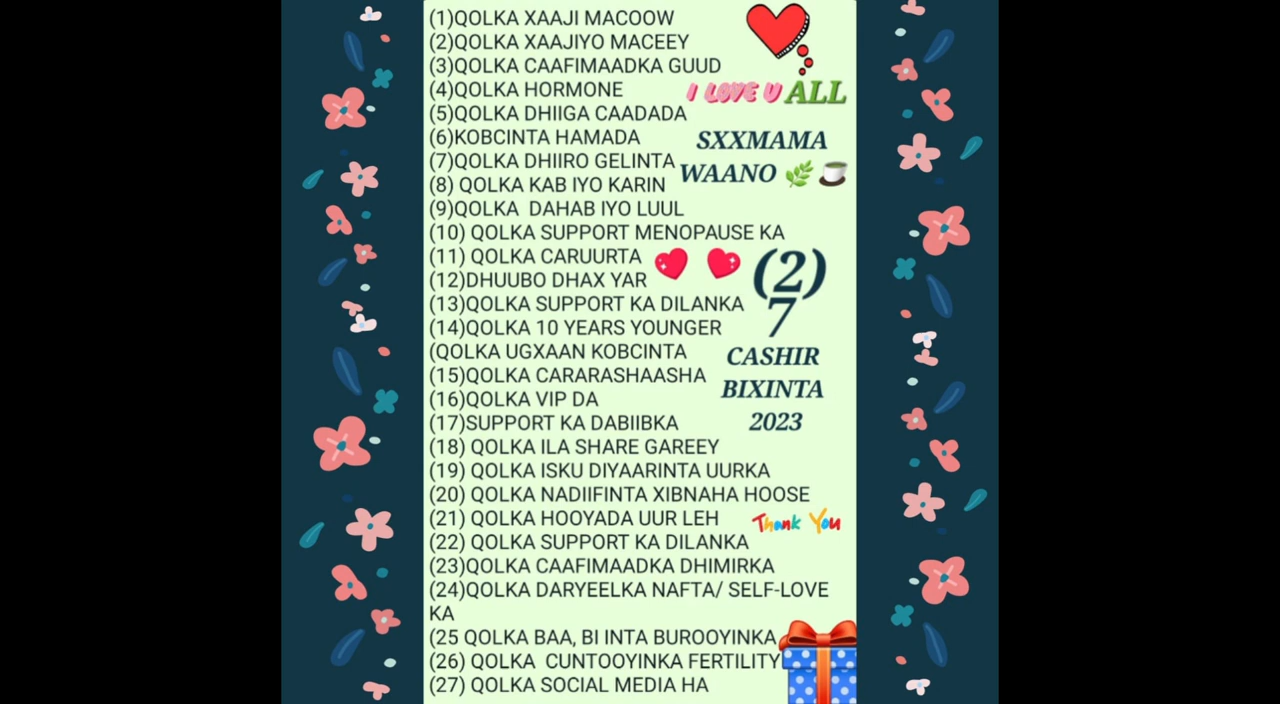 (1)QOLKA XAAJI MACOOW
(2)QOLKA XAAJIYO MACEEY
(3)QOLKA CAAFIMAADKA GUUD
(4)QOLKA HORMONE
(5)QOLKA DHIIGA CAADADA
(6)KOBCINTA HAMADA
(7)QOLKA DHIIRO GELINTA
(8) QOLKA KAB IYO KARIN
(9)QOLKA DAHAB IYO LUUL
(10) QOLKA SUPPORT MENOPAUSE KA
(11) QOLKA CARUURTA
(12)DHUUBO DHAX YAR
(13)QOLKA SUPPORT KA DILANKA
(14)QOLKA 10 YEARS YOUNGER
(QOLKA UGXAAN KOBCINTA
(15)QOLKA CARARASHAASHA
(16)QOLKA VIP DA
(17)SUPPORT KA DABIIBKA
(18) QOLKA ILA SHARE GAREEY
(19) QOLKA ISKU DIYAARINTA UURKA
(20) QOLKA NADIIFINTA XIBNAHA HOOSE
(21) QOLKA HOOYADA UUR LEH
(22) QOLKA SUPPORT KA DILANKA
(23)QOLKA CAAFIMAADKA DHIMIRKA
(24)QOLKA DARYEELKA NAFTA/ SELF-LOVE
KA
(25 QOLKA BAA, BI INTA BUROOYINKA
(26) QOLKA CUNTOOYINKA FERTILITY
(27) QOLKA SOCIAL MEDIA HA
I LOVE U ALL
SXXMAMA
WAANO
(2)
7
CASHIR
BIXINTA
2023
Thank You